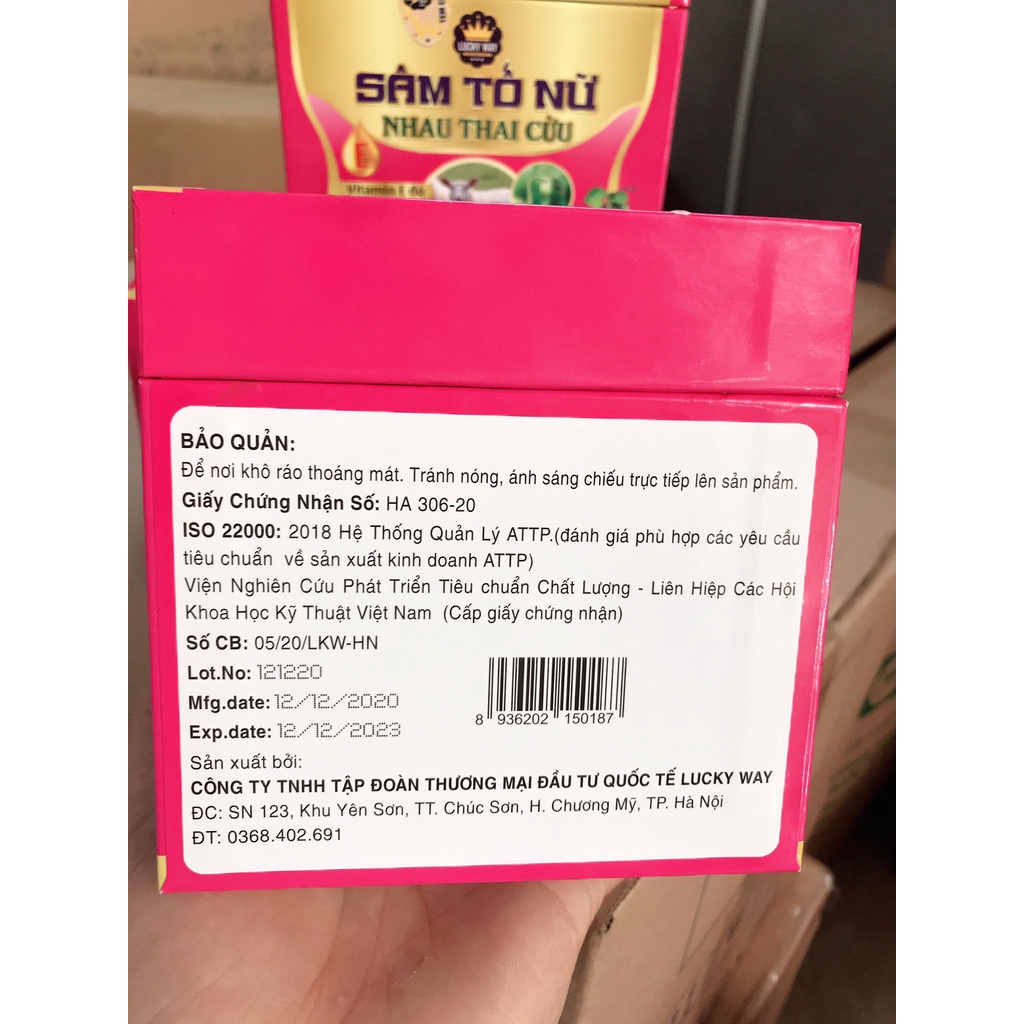 LUCKY WAY
SÂM TỐ NỮ
NHAU THAI CỪU
E
Vitamin E đỏ
BẢO QUẢN:
Để nơi khô ráo thoáng mát. Tránh nóng, ánh sáng chiếu trực tiếp lên sản phẩm.
Giấy Chứng Nhận Số: HA 306-20
ISO 22000: 2018 Hệ Thống Quản Lý ATTP.(đánh giá phù hợp các yêu cầu
tiêu chuẩn về sản xuất kinh doanh ATTP)
Viện Nghiên Cứu Phát Triển Tiêu chuẩn Chất Lượng - Liên Hiệp Các Hội
Khoa Học Kỹ Thuật Việt Nam (Cấp giấy chứng nhận)
Số CB: 05/20/LKW-HN
Lot.No: 121220
Mfg.date: 12/12/2020
Exp.date: 12/12/2023
8 936202 150187
Sản xuất bởi:
CÔNG TY TNHH TẬP ĐOÀN THƯƠNG MẠI ĐẦU TƯ QUỐC TẾ LUCKY WAY
ĐC: SN 123, Khu Yên Sơn, TT. Chúc Sơn, H. Chương Mỹ, TP. Hà Nội
ĐT: 0368.402.691